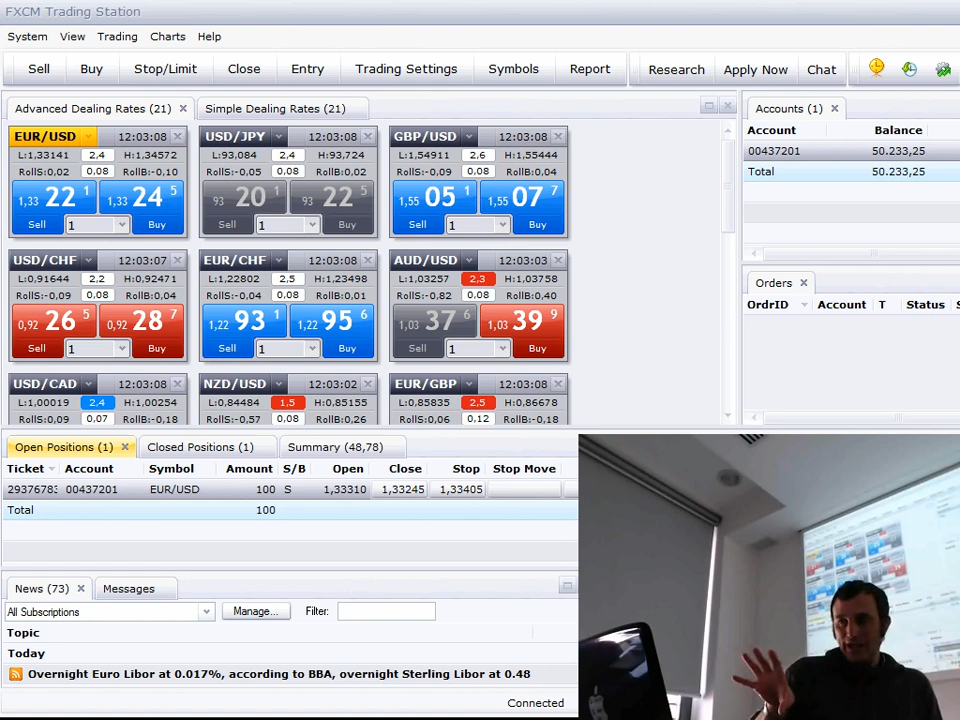 FXCM Trading Station
System View Trading Charts Help
Sell Buy Stop/Limit Close Entry Trading Settings Symbols Report Research Apply Now Chat
Advanced Dealing Rates (21) Simple Dealing Rates (21)
EUR/USD 12:03:08
L:1,33141 2,4 H:1,34572
RollS:0,02 0,08 RollB:-0,10
1,33 22 1 1,33 24 5
Sell 1 Buy
USD/JPY 12:03:08
L:93,084 2,4 H:93,724
RollS:-0,05 0,08 RollB:0,02
93 20 1 93 22 5
Sell 1 Buy
GBP/USD 12:03:08
L:1,54911 2,6 H:1,55444
RollS:-0,09 0,08 RollB:0,04
1,55 05 1 1,55 07 7
Sell 1 Buy
USD/CHF 12:03:07
L:0,91644 2,2 H:0,92471
RollS:-0,09 0,08 RollB:0,04
0,92 26 5 0,92 28 7
Sell 1 Buy
EUR/CHF 12:03:08
L:1,22802 2,5 H:1,23498
RollS:-0,04 0,08 RollB:0,01
1,22 93 1 1,22 95 6
Sell 1 Buy
AUD/USD 12:03:03
L:1,03257 2,3 H:1,03758
RollS:-0,82 0,08 RollB:0,40
1,03 37 6 1,03 39 9
Sell 1 Buy
USD/CAD 12:03:08
L:1,00019 2,4 H:1,00254
RollS:0,09 0,07 RollB:-0,18
NZD/USD 12:03:02
L:0,84484 1,5 H:0,85155
RollS:-0,57 0,08 RollB:0,26
EUR/GBP 12:03:08
L:0,85835 2,5 H:0,86678
RollS:0,06 0,12 RollB:-0,18
Accounts (1)
Account Balance
00437201 50.233,25
Total 50.233,25
Orders
OrdrID Account T Status S
Open Positions (1) Closed Positions (1) Summary (48,78)
Ticket Account Symbol Amount S/B Open Close Stop Stop Move
2937678 00437201 EUR/USD 100 S 1,33310 1,33245 1,33405
Total 100
News (73) Messages
All Subscriptions Manage... Filter:
Topic
Today
Overnight Euro Libor at 0.017%, according to BBA, overnight Sterling Libor at 0.48
Connected